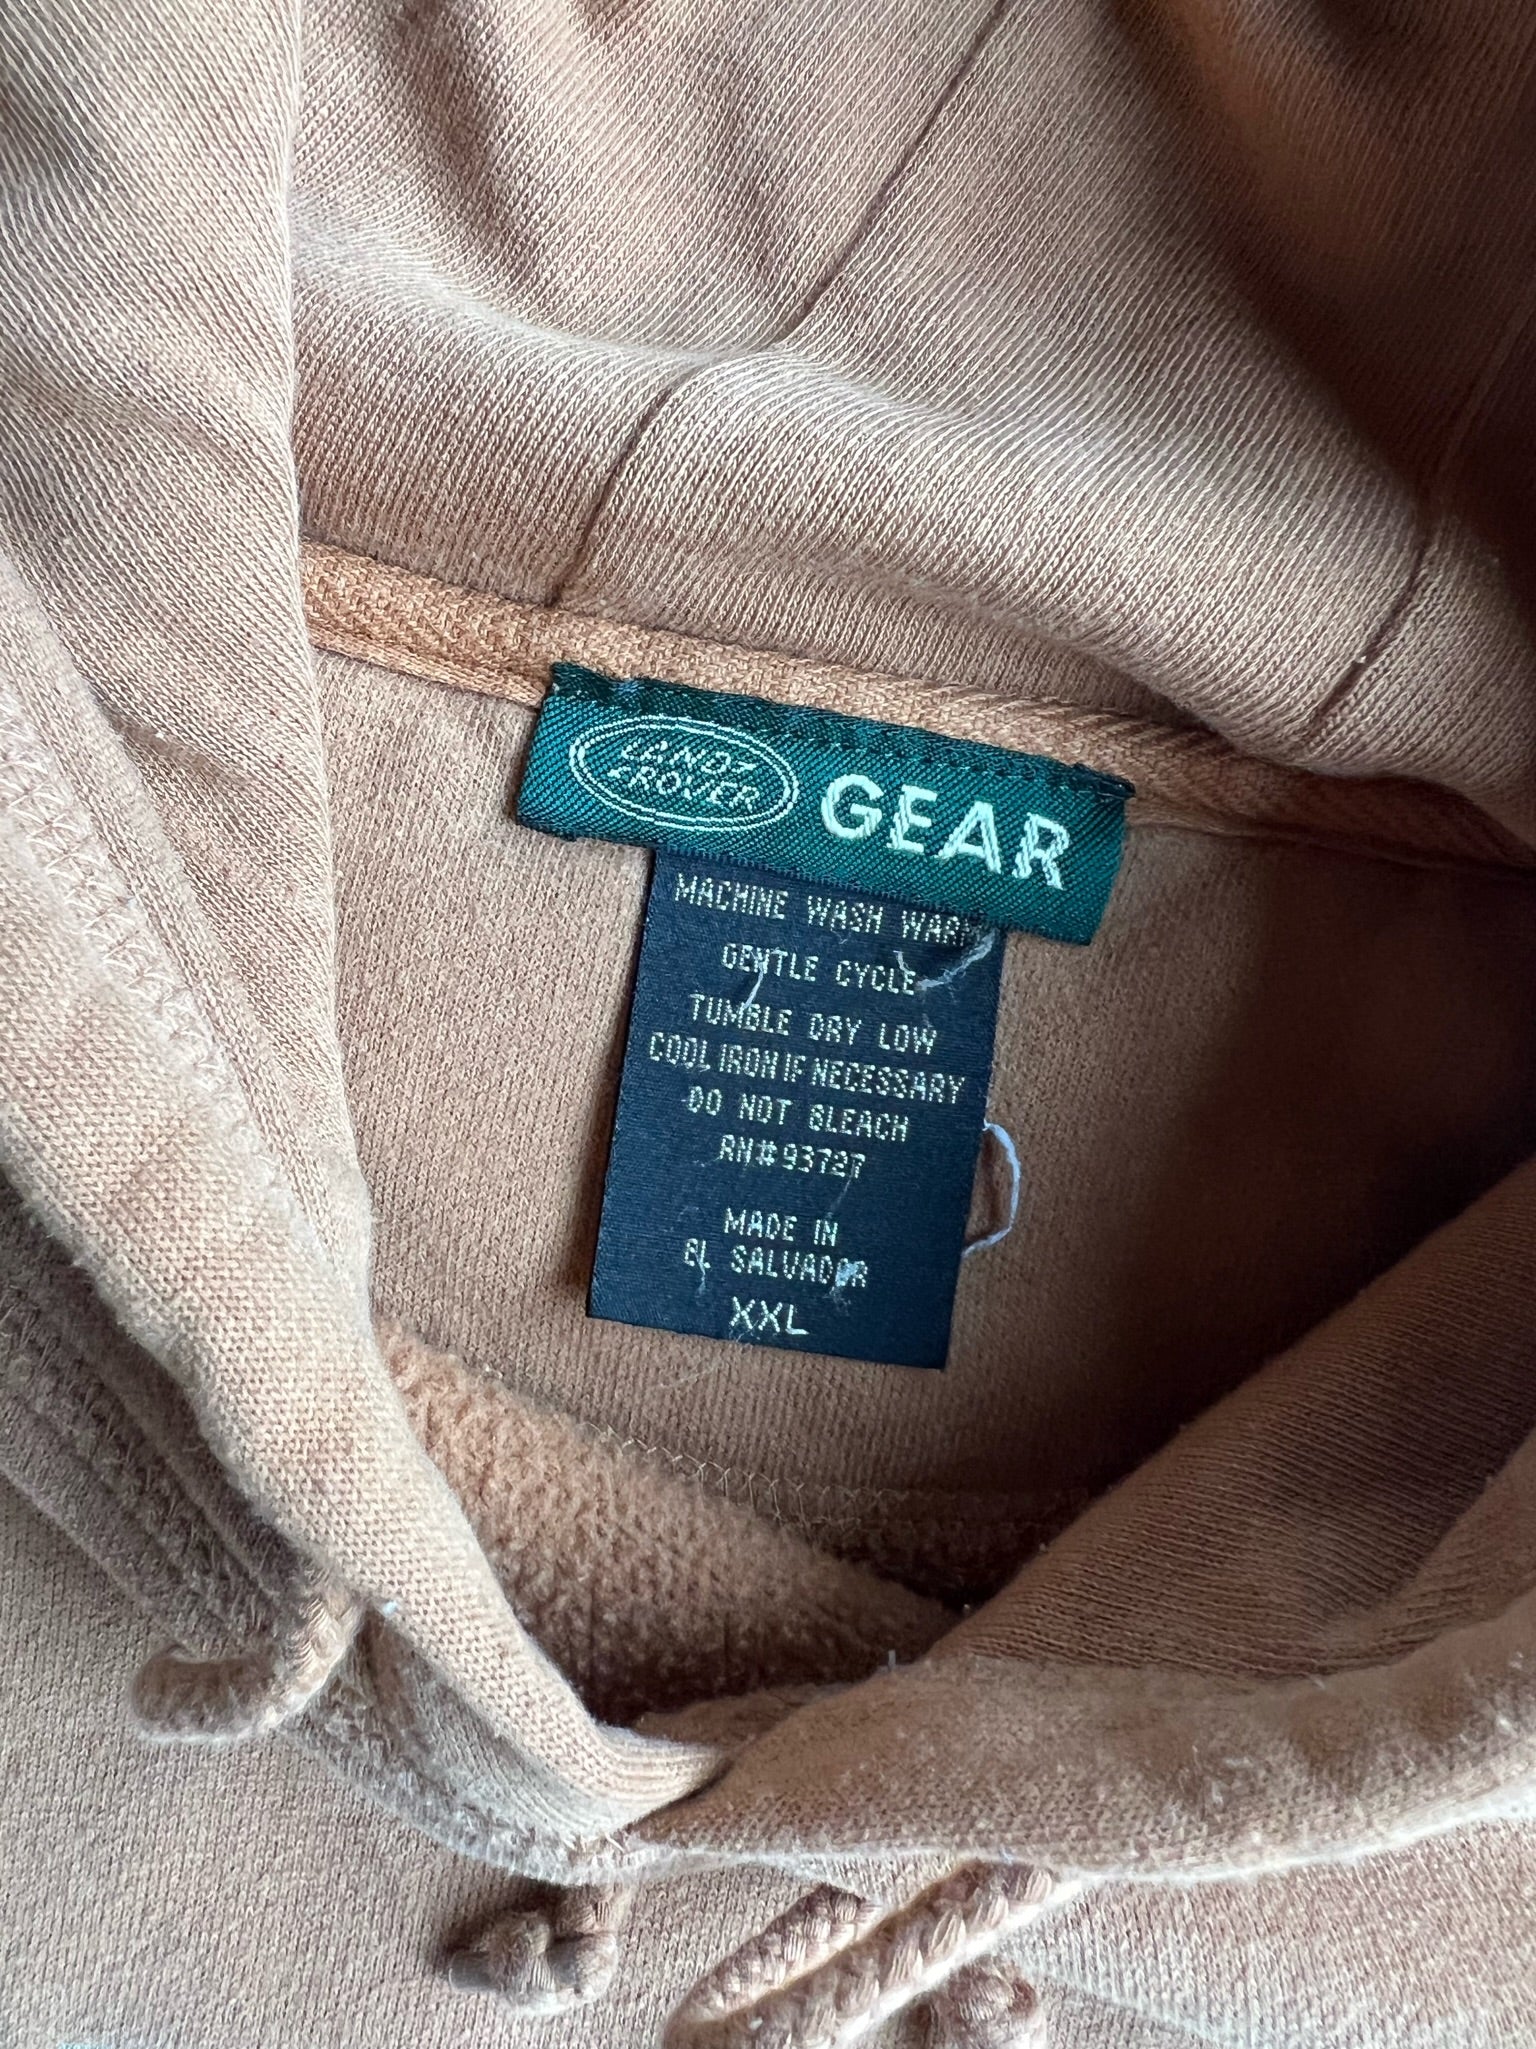 LAND-
ROVER
GEAR
MACHINE WASH WARM
GENTLE CYCLE
TUMBLE DRY LOW
COOL IRON IF NECESSARY
DO NOT BLEACH
RN#93727
MADE IN
EL SALVADOR
XXL